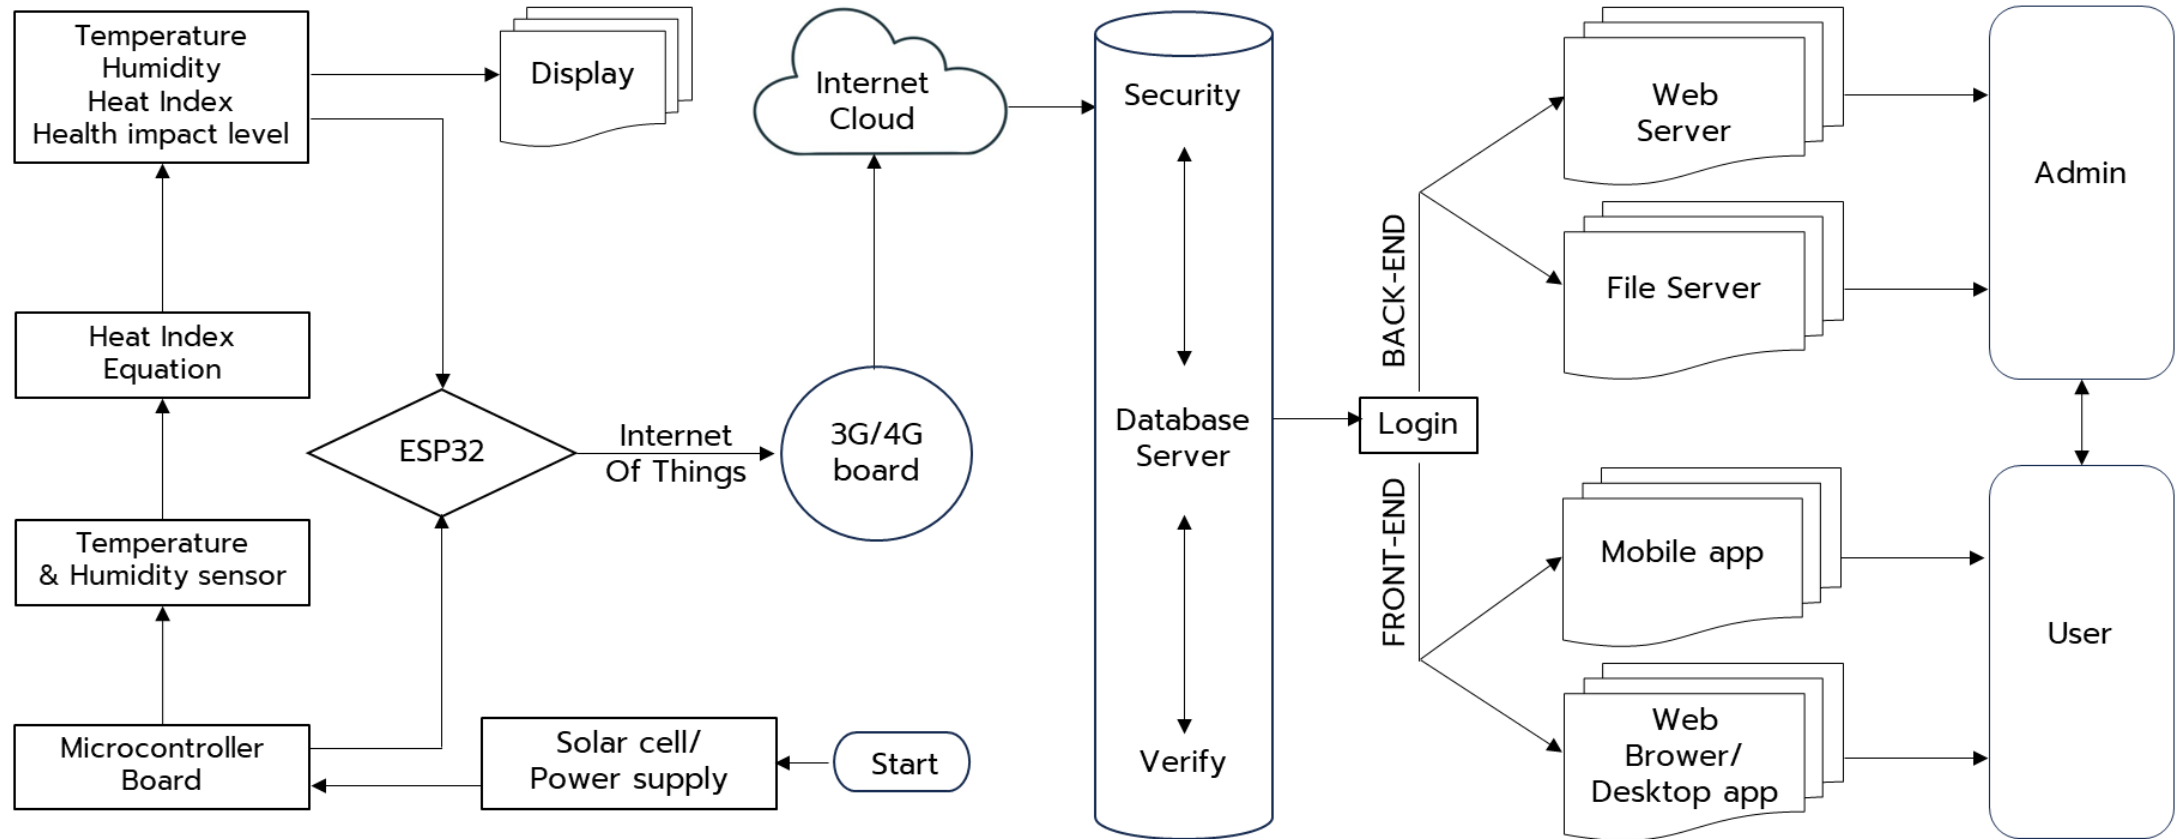 Temperature
Humidity
Heat Index
Health impact level
Display
Heat Index
Equation
Temperature
& Humidity sensor
Microcontroller
Board
Solar cell/
Power supply
Start
ESP32
Internet
Of Things
3G/4G
board
Internet
Cloud
Security
Database
Server
Verify
Login
BACK-END
FRONT-END
Web
Server
File Server
Mobile app
Web
Brower/
Desktop app
Admin
User